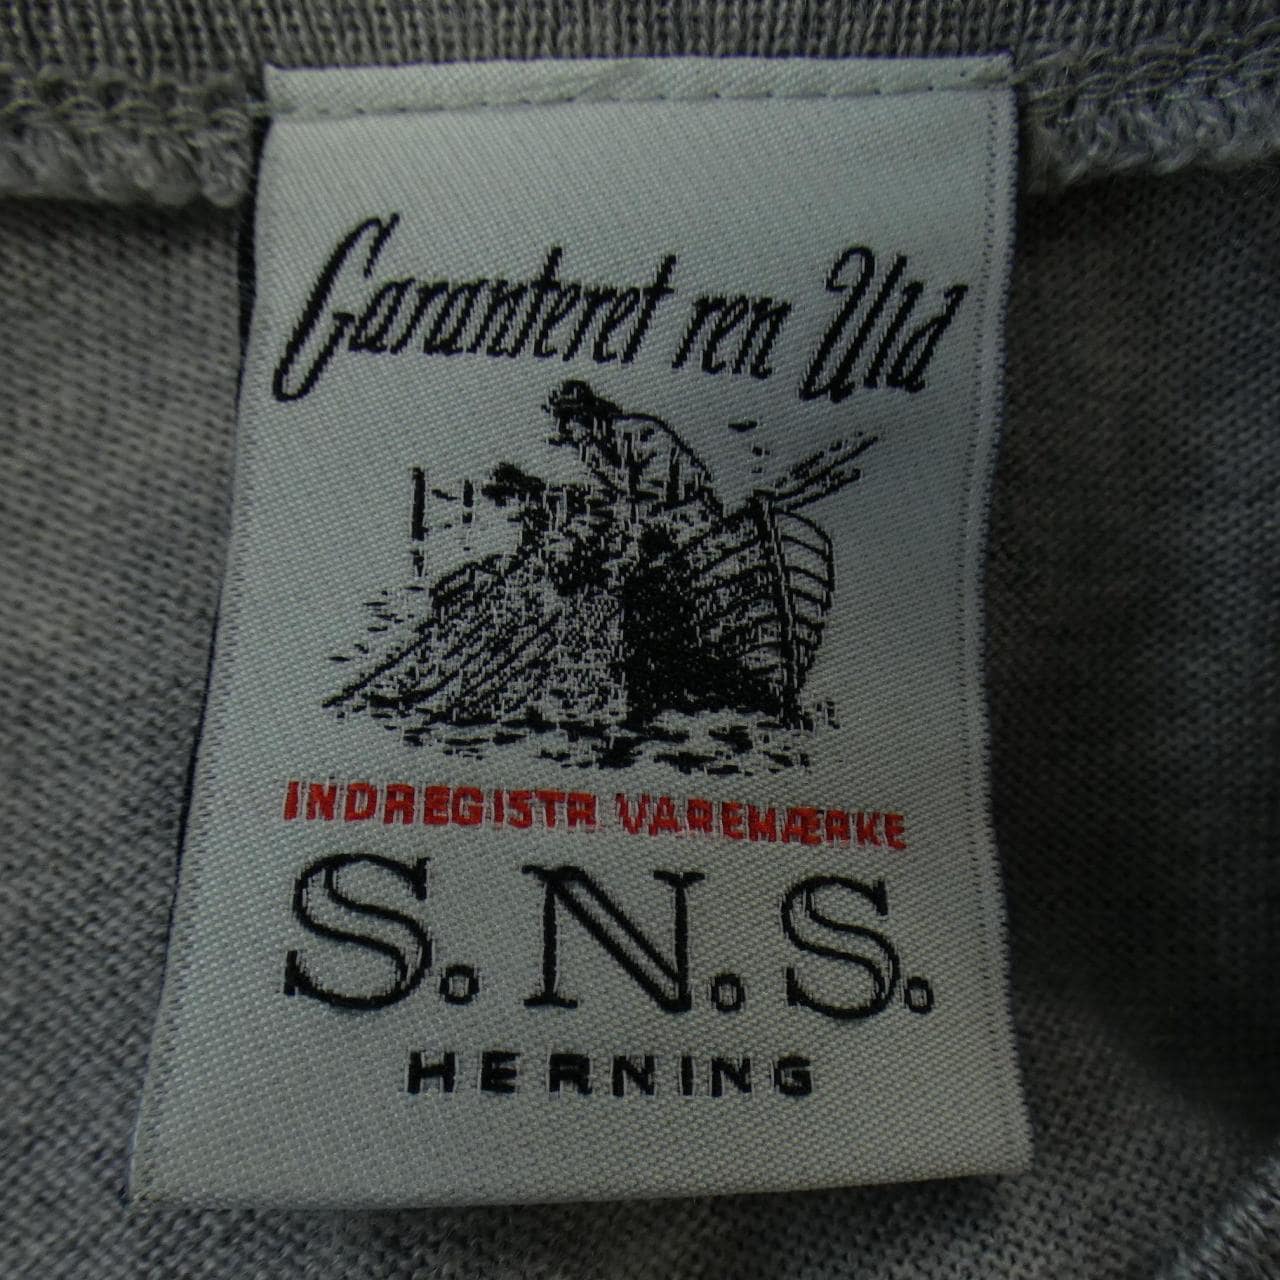 Garanteret ren Uld
INDREGISTR. VAREMÆRKE
S.N.S.
HERNING